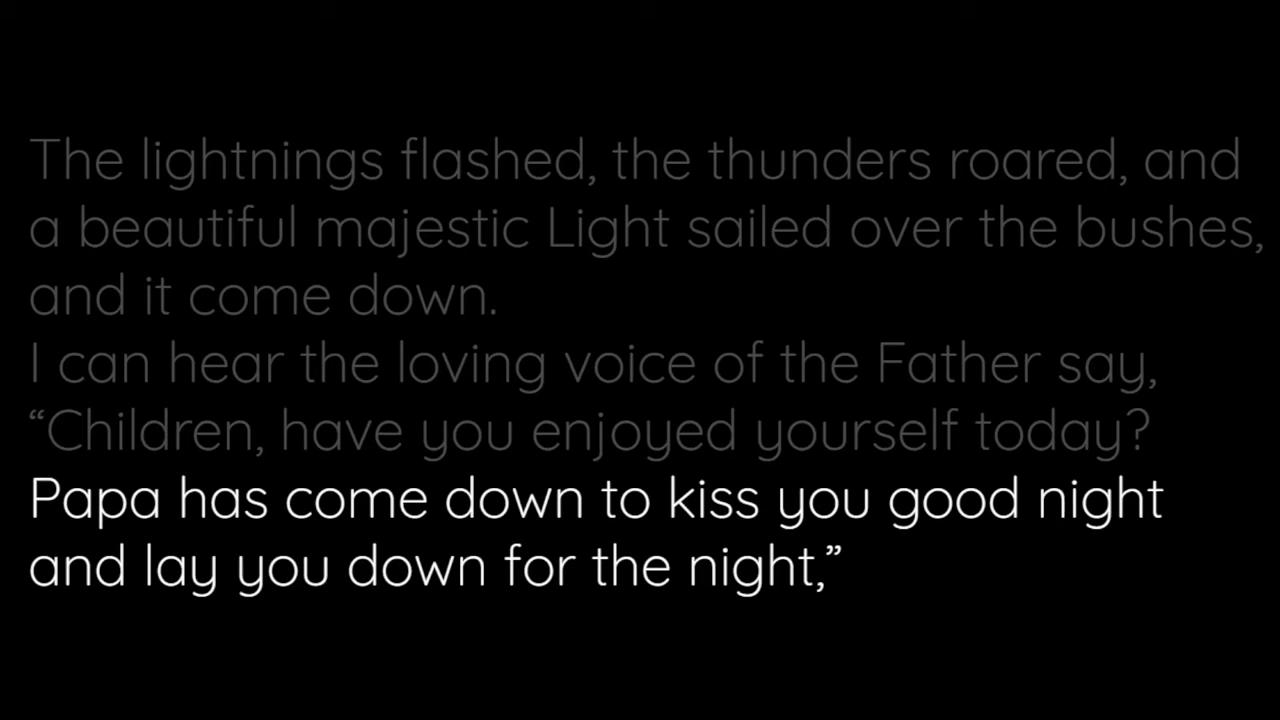 The lightnings flashed, the thunders roared, and
a beautiful majestic Light sailed over the bushes,
and it come down.
I can hear the loving voice of the Father say,
“Children, have you enjoyed yourself today?
Papa has come down to kiss you good night
and lay you down for the night,”